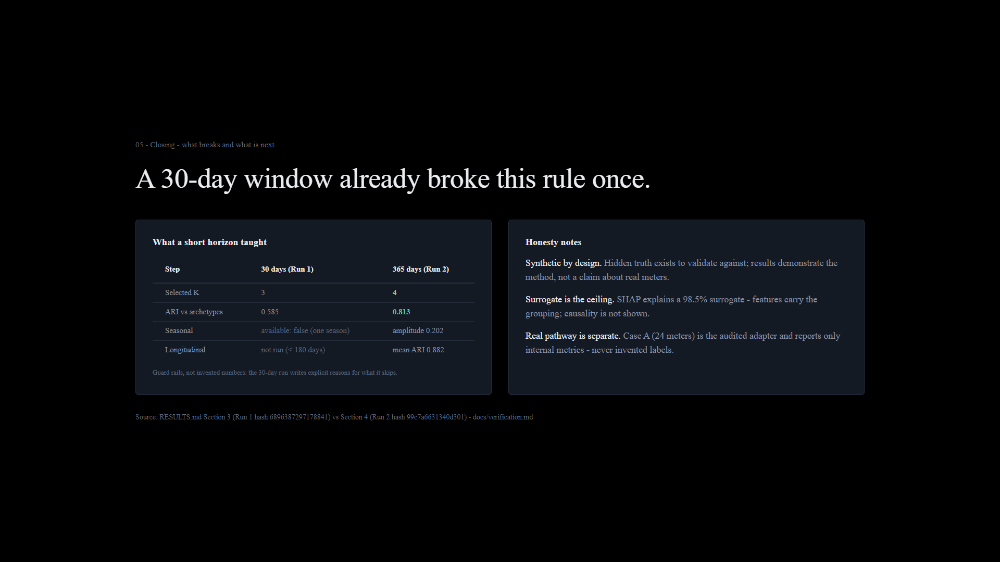 05 - Closing - what breaks and what is next
A 30-day window already broke this rule once.
What a short horizon taught
Step 30 days (Run 1) 365 days (Run 2)
Selected K 3 4
ARI vs archetypes 0.585 0.813
Seasonal available: false (one season) amplitude 0.202
Longitudinal not run (< 180 days) mean ARI 0.882
Guard rails, not invented numbers: the 30-day run writes explicit reasons for what it skips.
Honesty notes
Synthetic by design. Hidden truth exists to validate against; results demonstrate the
method, not a claim about real meters.
Surrogate is the ceiling. SHAP explains a 98.5% surrogate - features carry the
grouping; causality is not shown.
Real pathway is separate. Case A (24 meters) is the audited adapter and reports only
internal metrics - never invented labels.
Source: RESULTS.md Section 3 (Run 1 hash 6896387297178841) vs Section 4 (Run 2 hash 99c7a6631340d301) - docs/verification.md